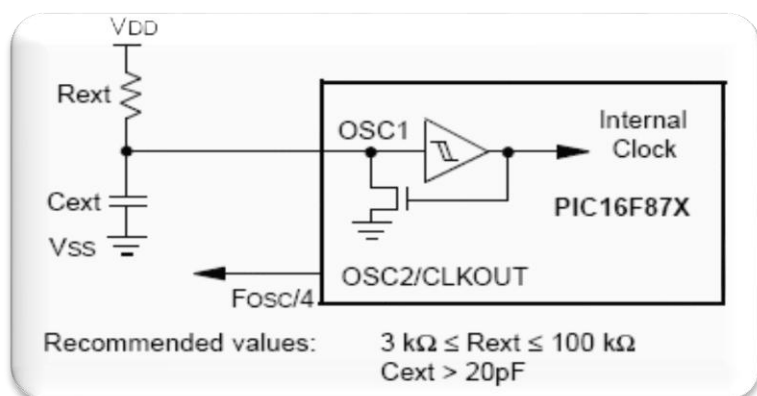 VDD
Rext
OSC1
Internal
Clock
Cext
PIC16F87X
VSS
OSC2/CLKOUT
FOSC/4
Recommended values: 3 kΩ ≤ Rext ≤ 100 kΩ
Cext > 20pF